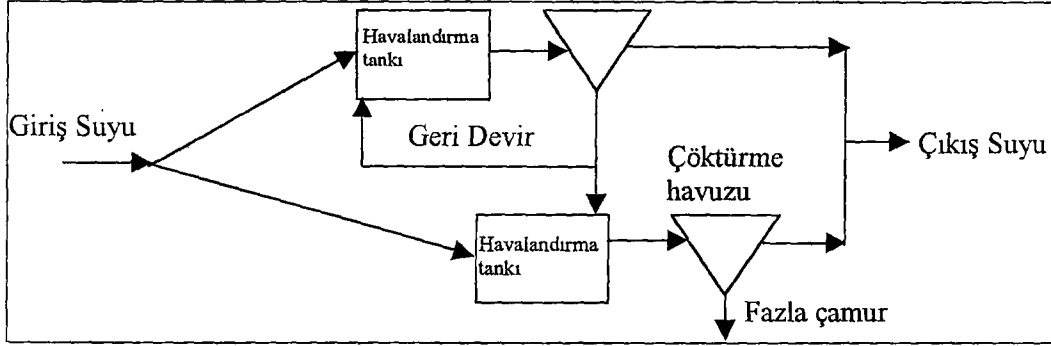 Havalandırma
tankı
Giriş Suyu
Geri Devir
Çıkış Suyu
Çöktürme
havuzu
Havalandırma
tankı
Fazla çamur